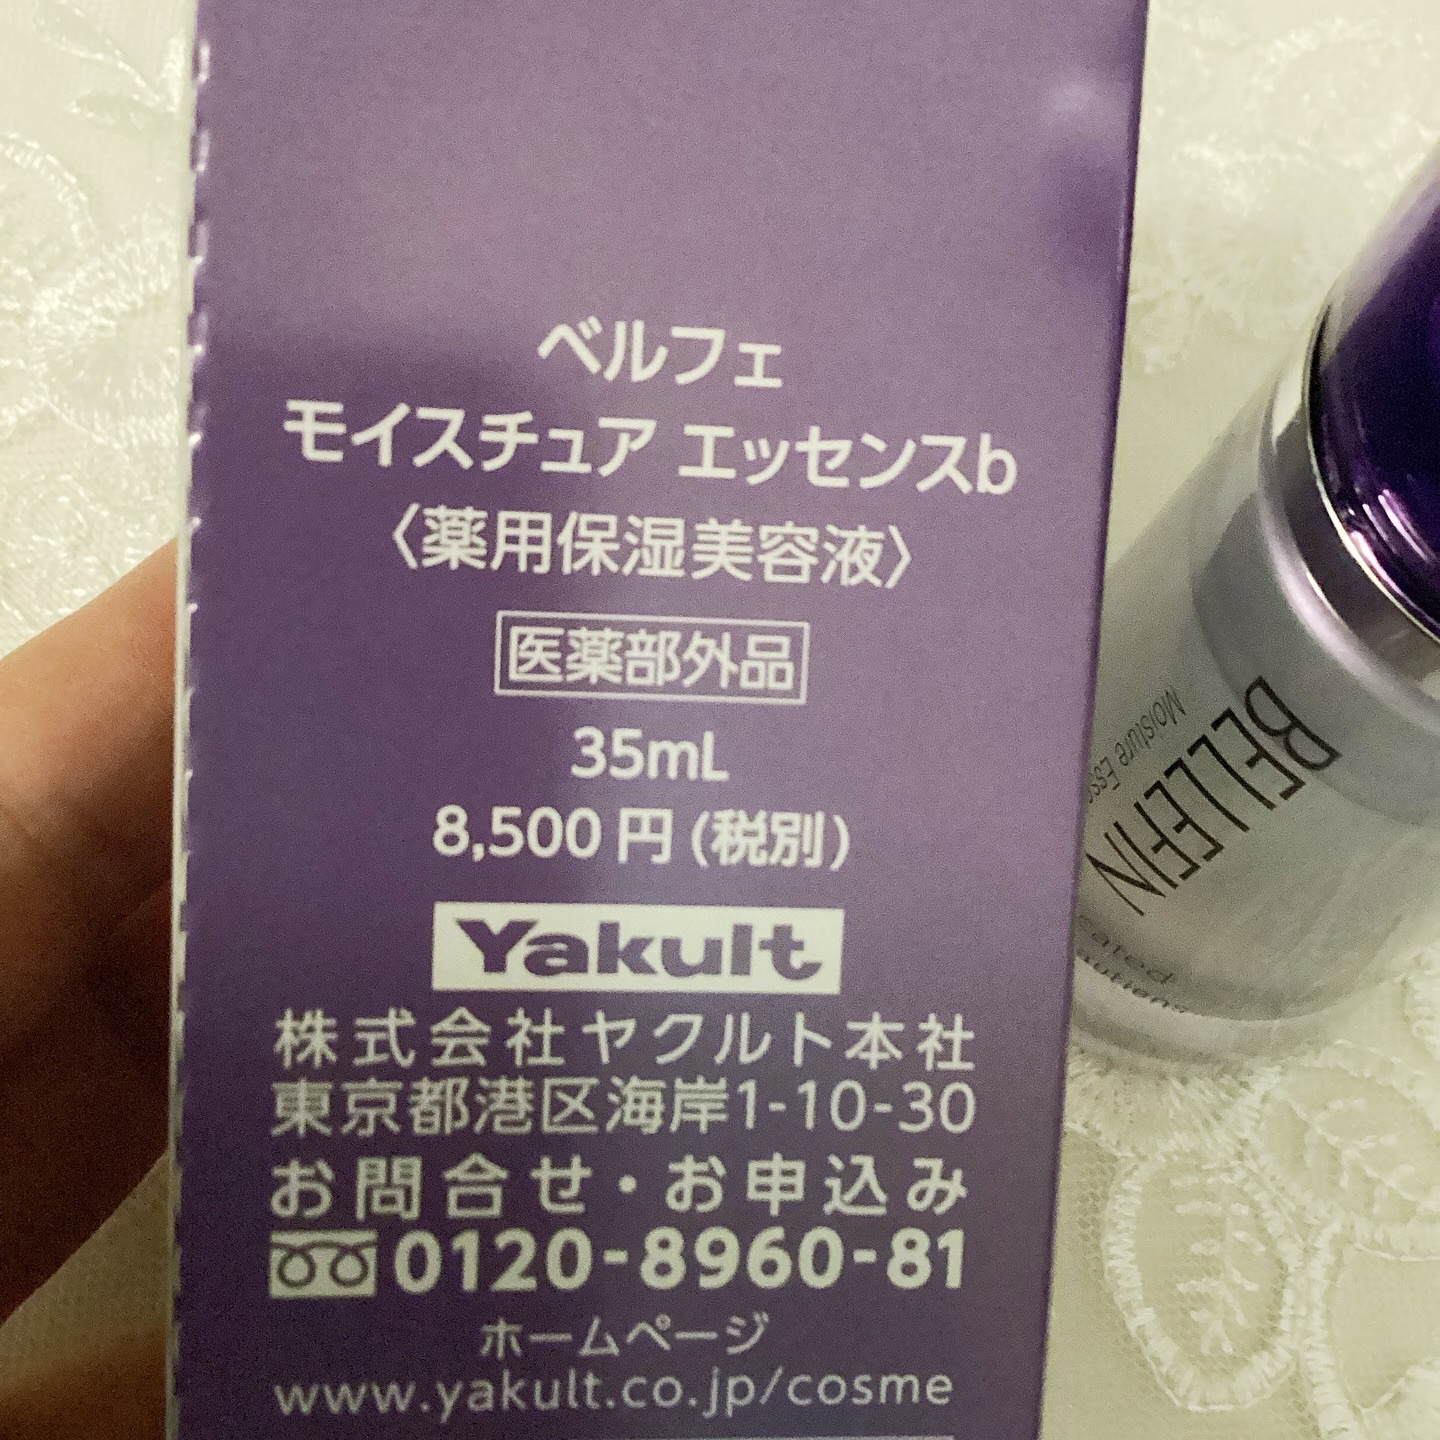 ベルフェ
モイスチュア エッセンスb
〈薬用保湿美容液〉
医薬部外品
35mL
8,500 円 (税別)
Yakult
株式会社ヤクルト本社
東京都港区海岸1-10-30
お問合せ・お申込み
0120-8960-81
ホームページ
www.yakult.co.jp/cosme
BELLEFIN
Moisture